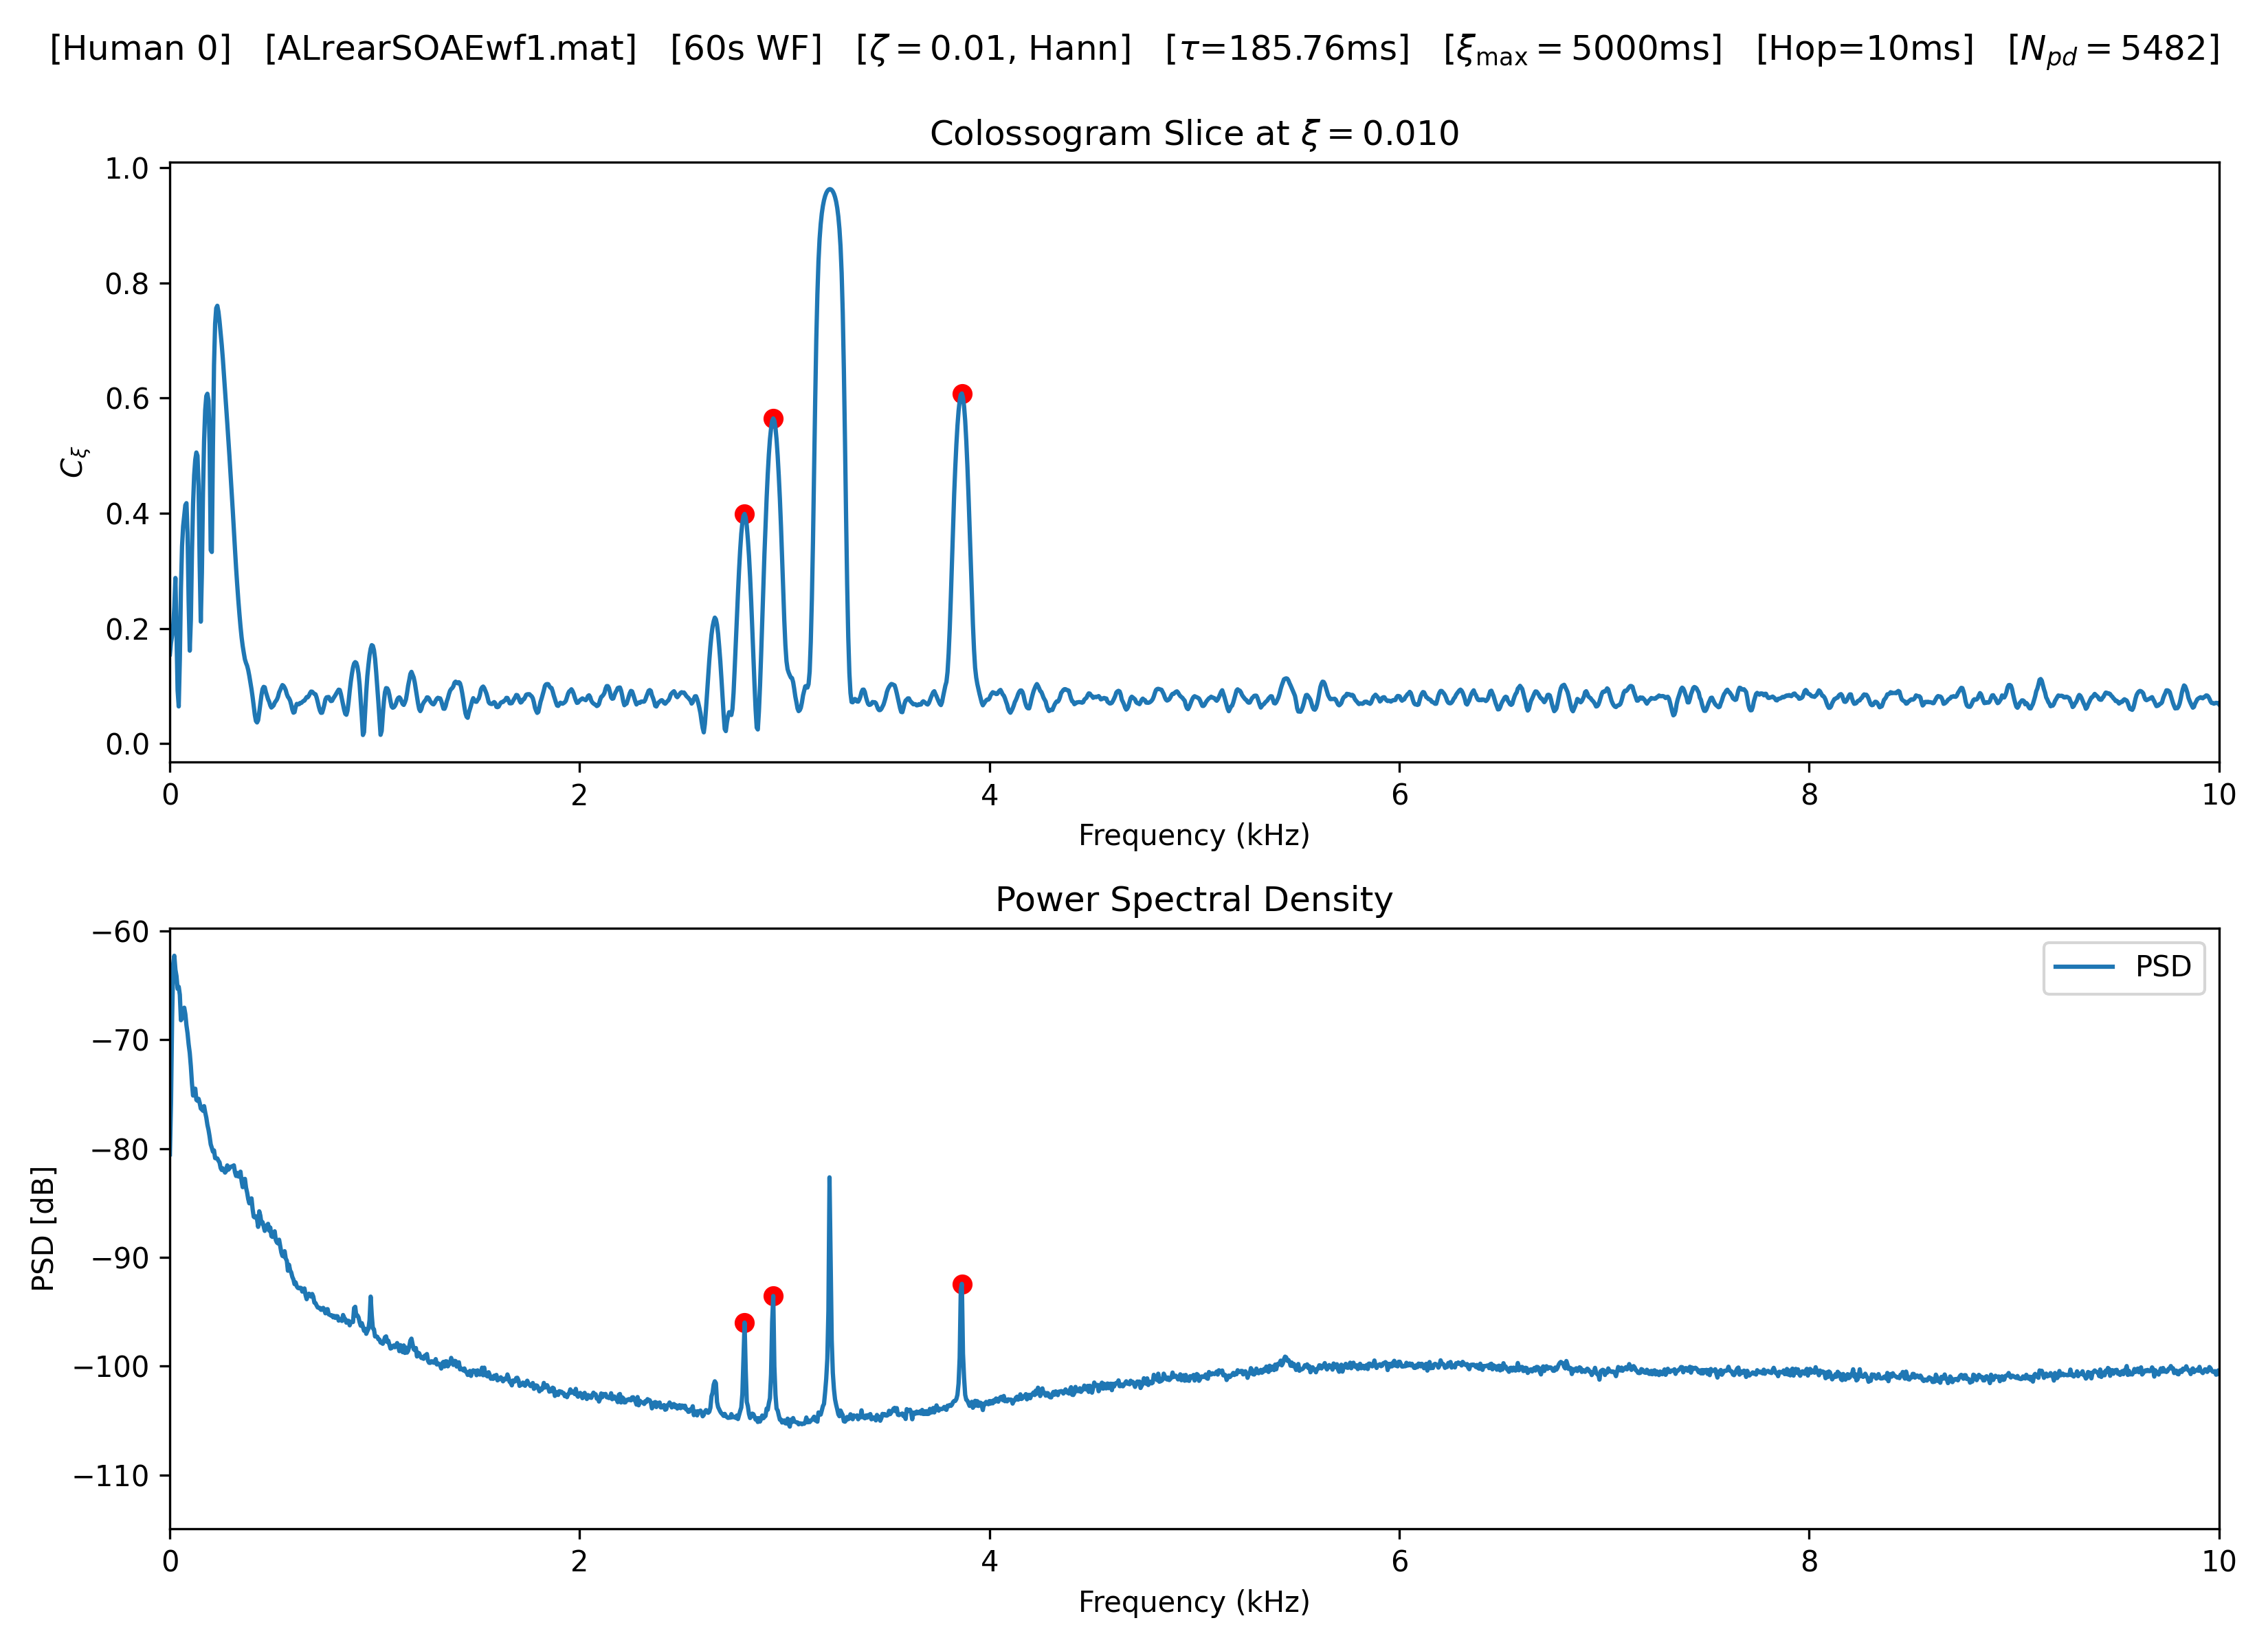 [Human 0] [ALrearSOAEwf1.mat] [60s WF] [ζ = 0.01, Hann] [τ=185.76ms] [ξmax = 5000ms] [Hop=10ms] [Npd = 5482]
Colossogram Slice at ξ = 0.010
1.0
0.8
0.6
0.4
0.2
0.0
Cξ
0 2 4 6 8 10
Frequency (kHz)
Power Spectral Density
−60
−70
−80
−90
−100
−110
PSD [dB]
PSD
0 2 4 6 8 10
Frequency (kHz)